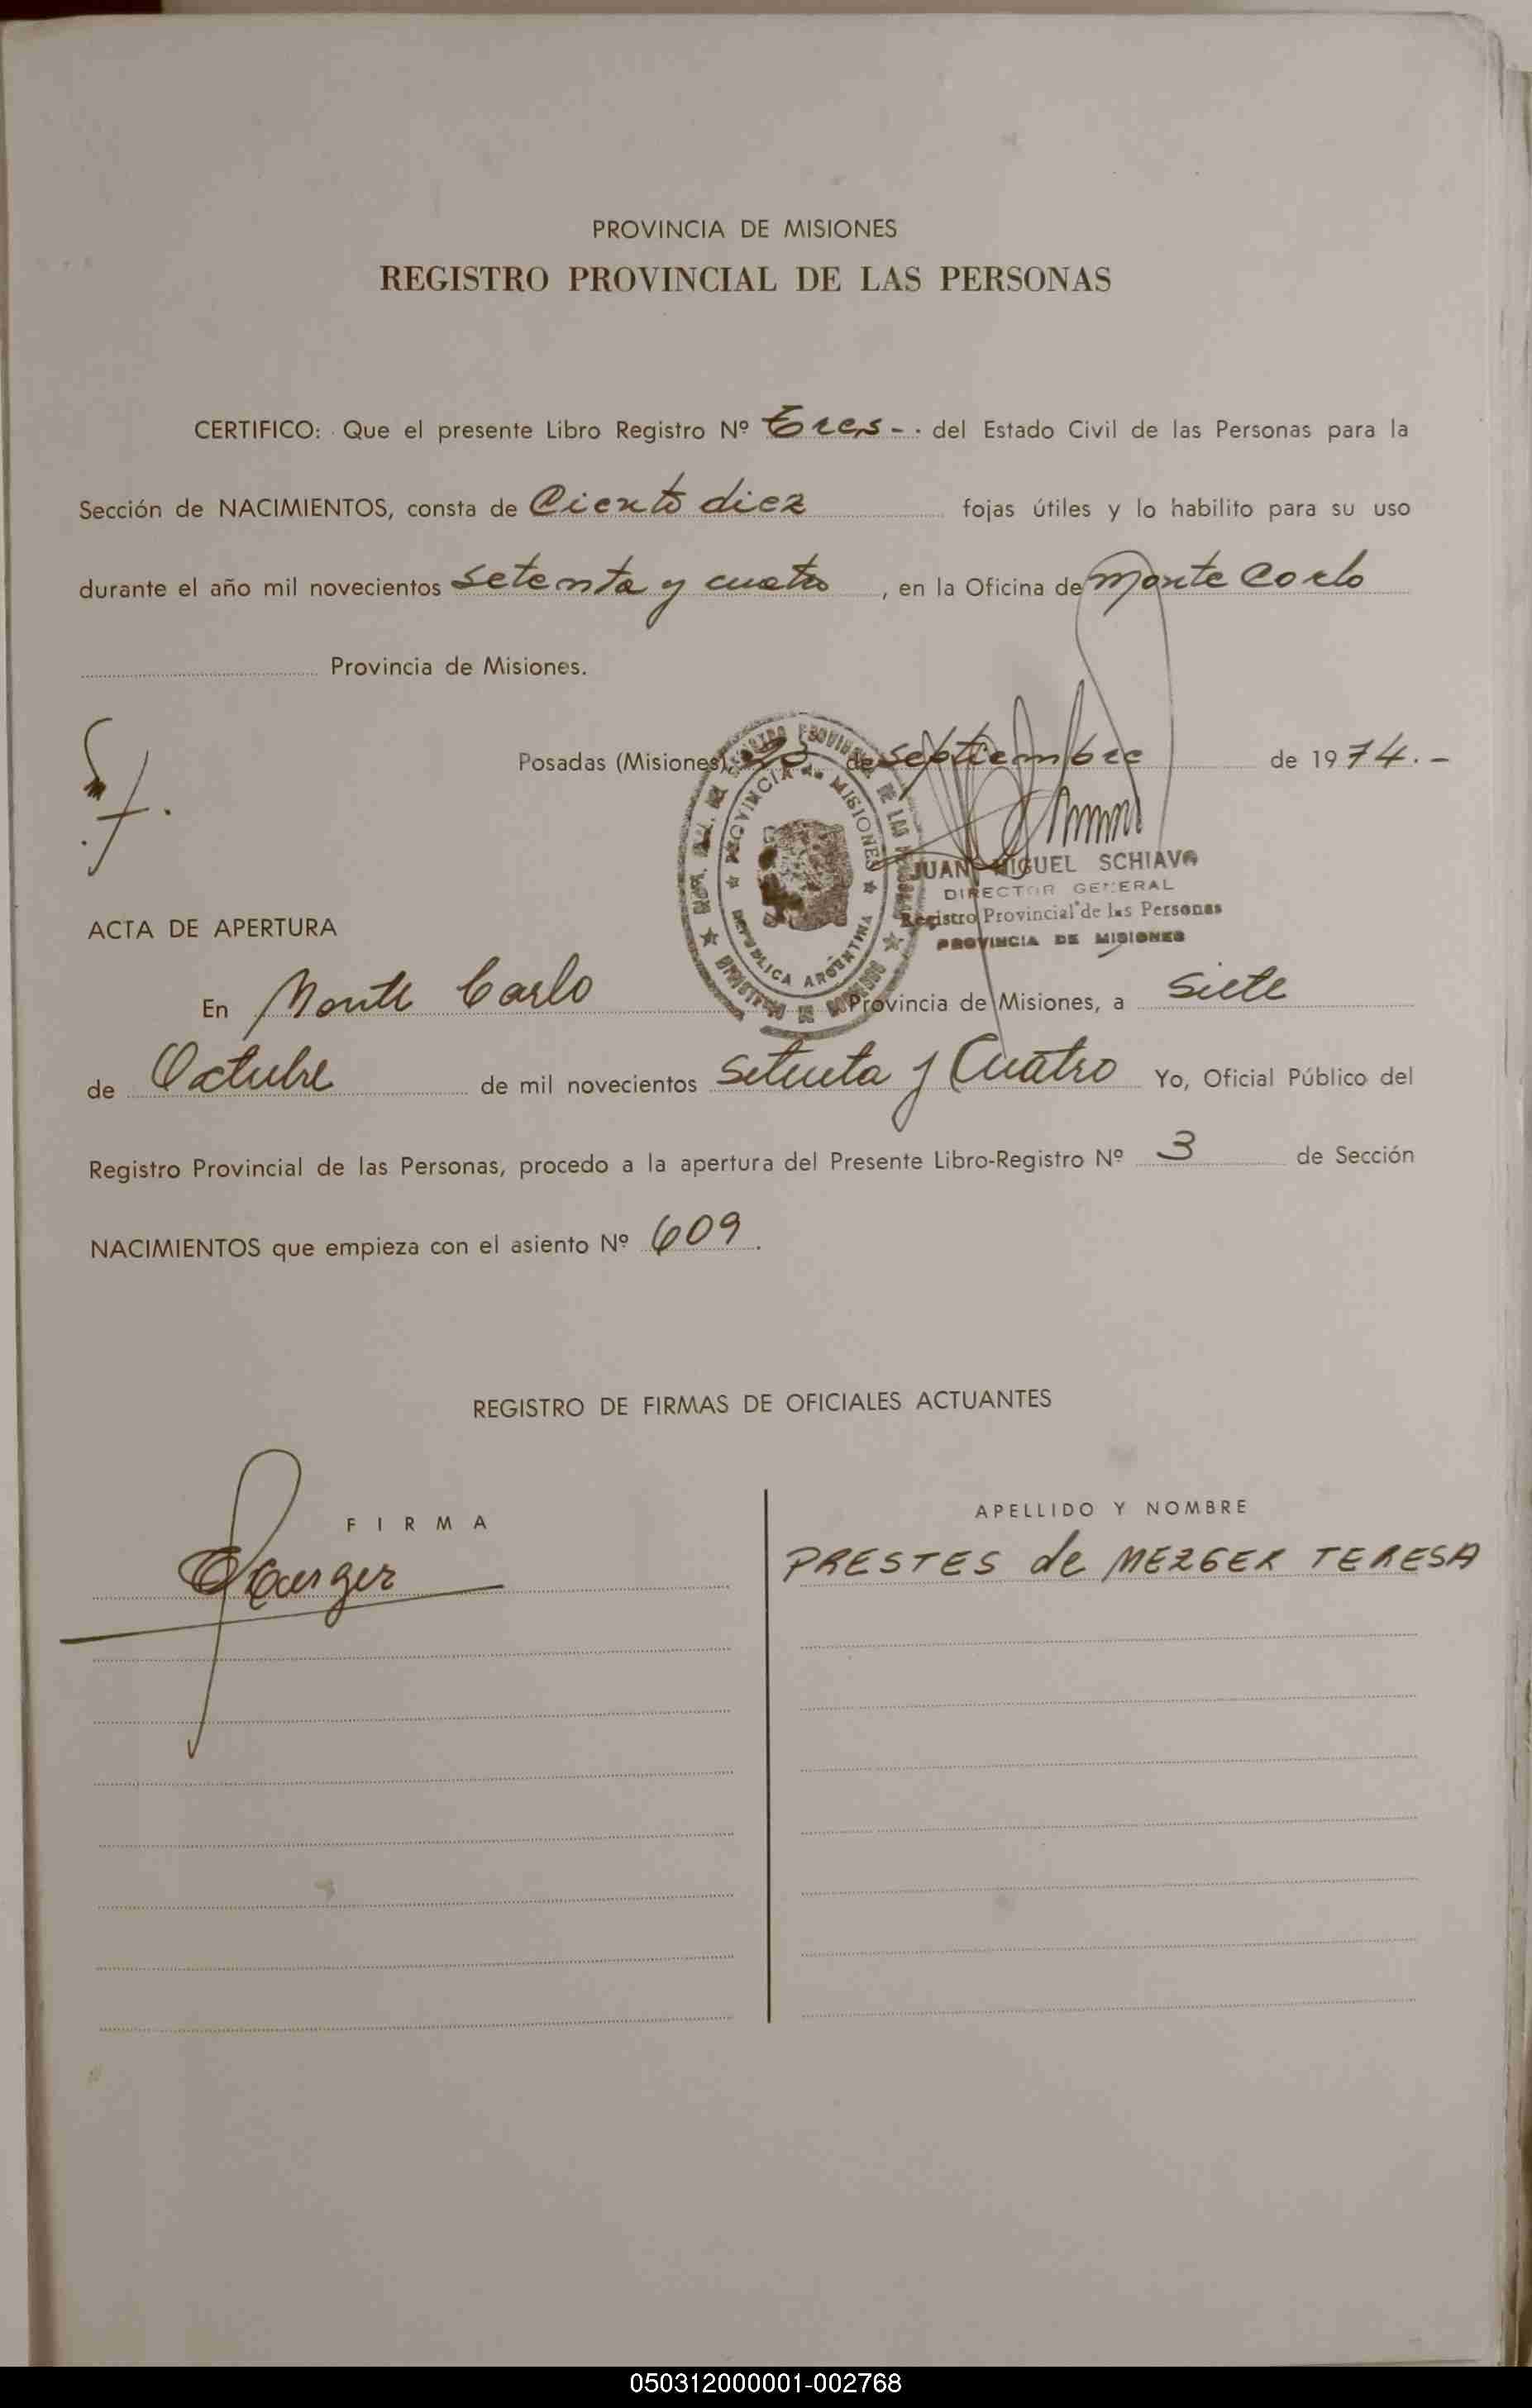 PROVINCIA DE MISIONES
REGISTRO PROVINCIAL DE LAS PERSONAS
CERTIFICO: Que el presente Libro Registro Nº Tres-. del Estado Civil de las Personas para la
Sección de NACIMIENTOS, consta de Ciento diez fojas útiles y lo habilito para su uso
durante el año mil novecientos setenta y cuatro, en la Oficina de Monte Carlo
Provincia de Misiones.
Posadas (Misiones), de septiembre de 1974.-
PROVINCIA DE MISIONES
REPUBLICA ARGENTINA
JUAN MIGUEL SCHIAVO
DIRECTOR GENERAL
Registro Provincial de las Personas
PROVINCIA DE MISIONES
ACTA DE APERTURA
En Monte Carlo Provincia de Misiones, a Siete
de Octubre de mil novecientos Setenta y Cuatro Yo, Oficial Público del
Registro Provincial de las Personas, procedo a la apertura del Presente Libro-Registro Nº 3 de Sección
NACIMIENTOS que empieza con el asiento Nº 609.
REGISTRO DE FIRMAS DE OFICIALES ACTUANTES
FIRMA
APELLIDO Y NOMBRE
PRESTES de MEZGER TERESA
050312000001-002768